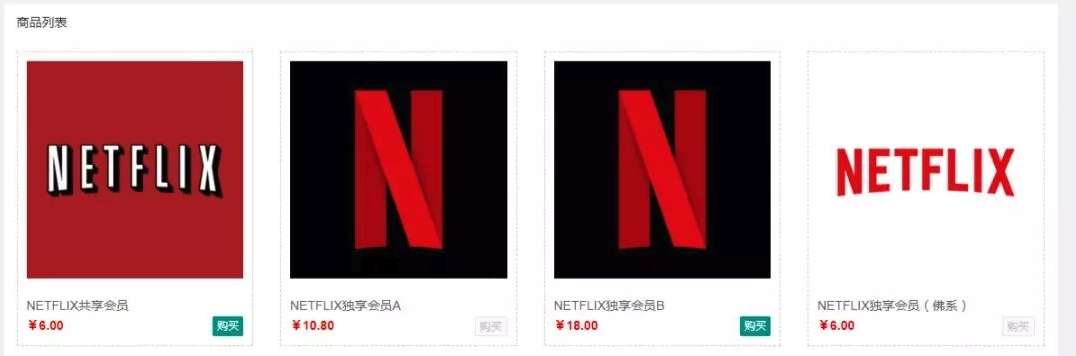 商品列表
NETFLIX
N
N
NETFLIX
NETFLIX共享会员
￥6.00 购买
NETFLIX独享会员A
￥10.80 购买
NETFLIX独享会员B
￥18.00 购买
NETFLIX独享会员（佛系）
￥6.00 购买